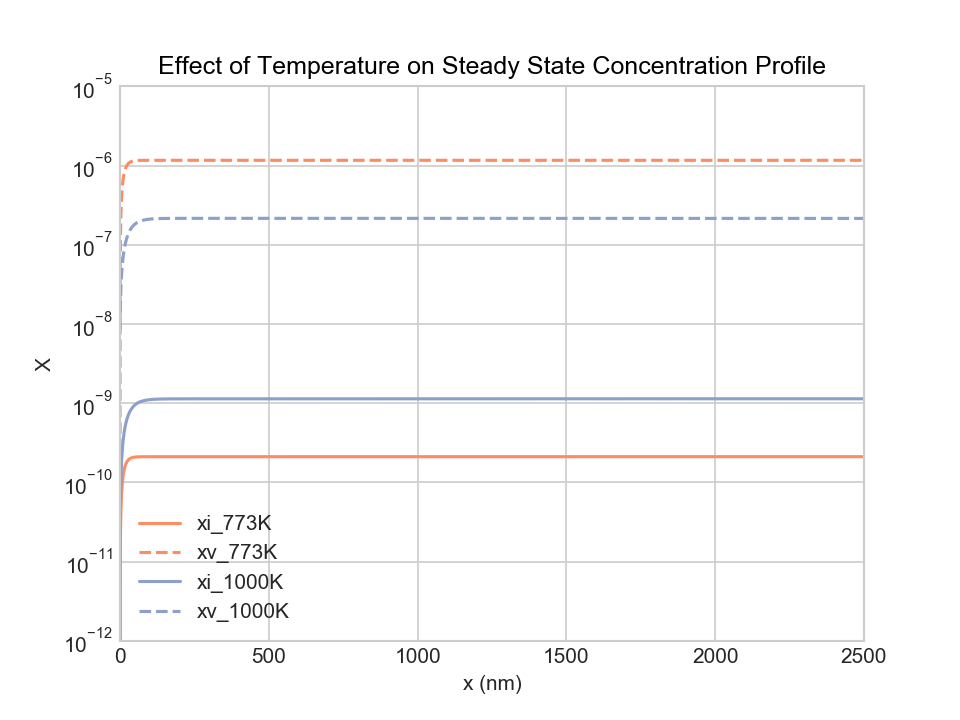 Effect of Temperature on Steady State Concentration Profile
10⁻⁵
10⁻⁶
10⁻⁷
10⁻⁸
10⁻⁹
10⁻¹⁰
10⁻¹¹
10⁻¹²
X
xi_773K
xv_773K
xi_1000K
xv_1000K
0 500 1000 1500 2000 2500
x (nm)